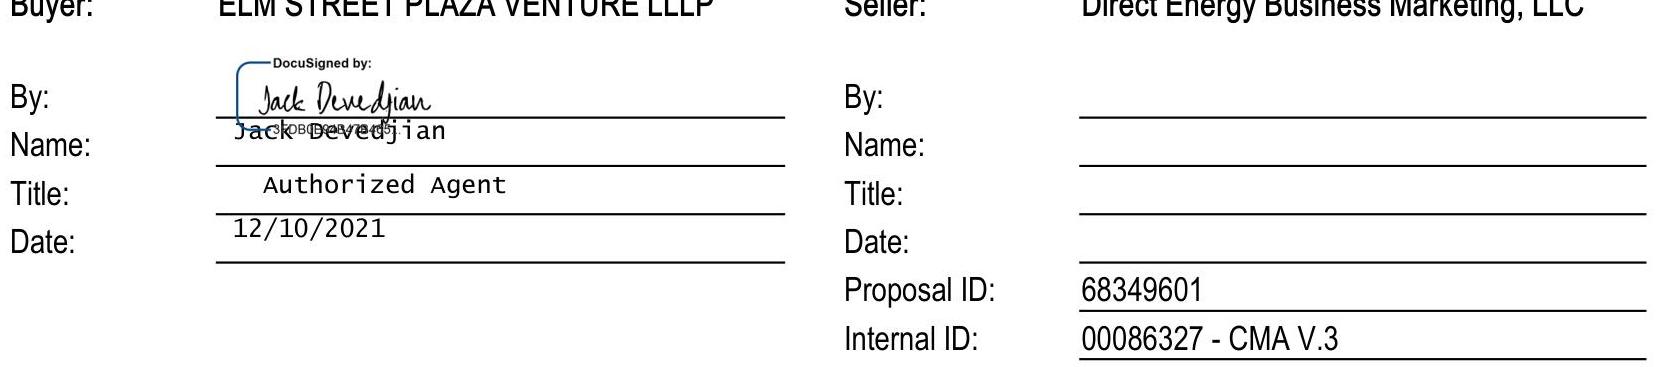 Buyer: ELM STREET PLAZA VENTURE LLLP Seller: Direct Energy Business Marketing, LLC
DocuSigned by:
By: Jack Devedjian By:
Name: Jack Devedjian Name:
Title: Authorized Agent Title:
Date: 12/10/2021 Date:
Proposal ID: 68349601
Internal ID: 00086327 - CMA V.3